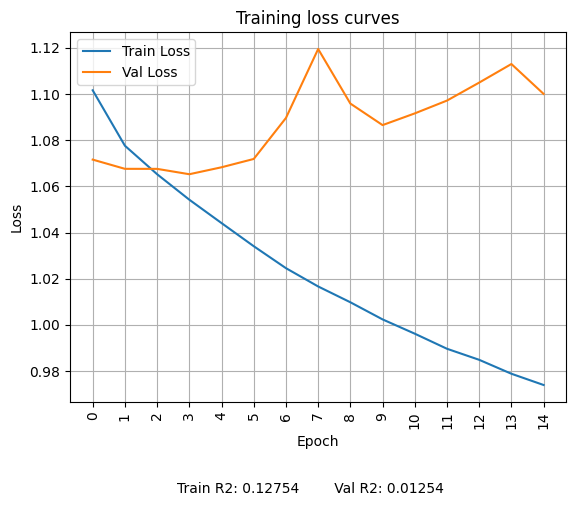 Training loss curves
Train Loss
Val Loss
1.12
1.10
1.08
1.06
1.04
1.02
1.00
0.98
Loss
0 1 2 3 4 5 6 7 8 9 10 11 12 13 14
Epoch
Train R2: 0.12754 Val R2: 0.01254